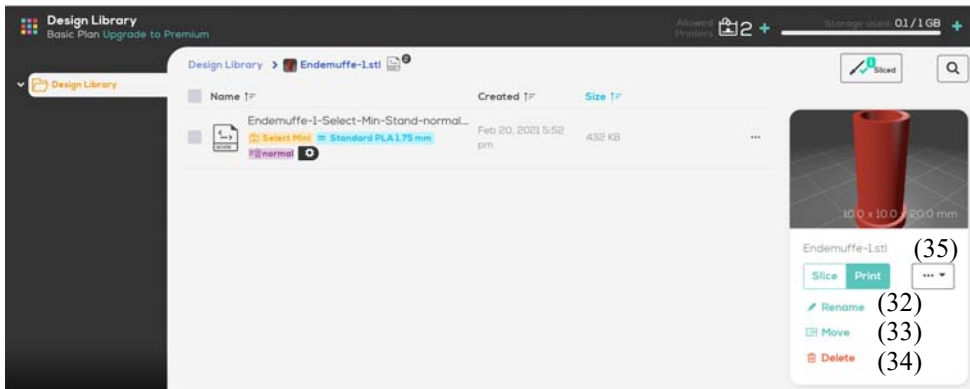 Design Library
Basic Plan Upgrade to Premium
Allowed Printers 2 +
Storage used: 0.1 / 1 GB +
Design Library
Design Library > Endemuffe-1.stl
1 Sliced
Name
Created
Size
Endemuffe-1-Select-Min-Stand-normal...
Select Mini Standard PLA 1.75 mm
normal
Feb 20, 2021 5:52 pm
432 KB
...
10.0 x 10.0 x 20.0 mm
Endemuffe-1.stl (35)
Slice Print ...
Rename (32)
Move (33)
Delete (34)